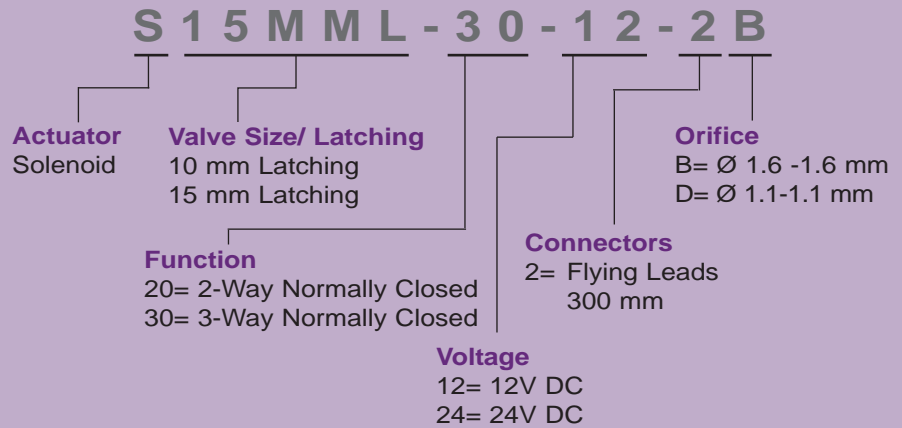 S15MML-30-12-2B
Actuator
Solenoid
Valve Size/ Latching
10 mm Latching
15 mm Latching
Orifice
B= Ø 1.6 -1.6 mm
D= Ø 1.1-1.1 mm
Function
20= 2-Way Normally Closed
30= 3-Way Normally Closed
Connectors
2= Flying Leads
300 mm
Voltage
12= 12V DC
24= 24V DC